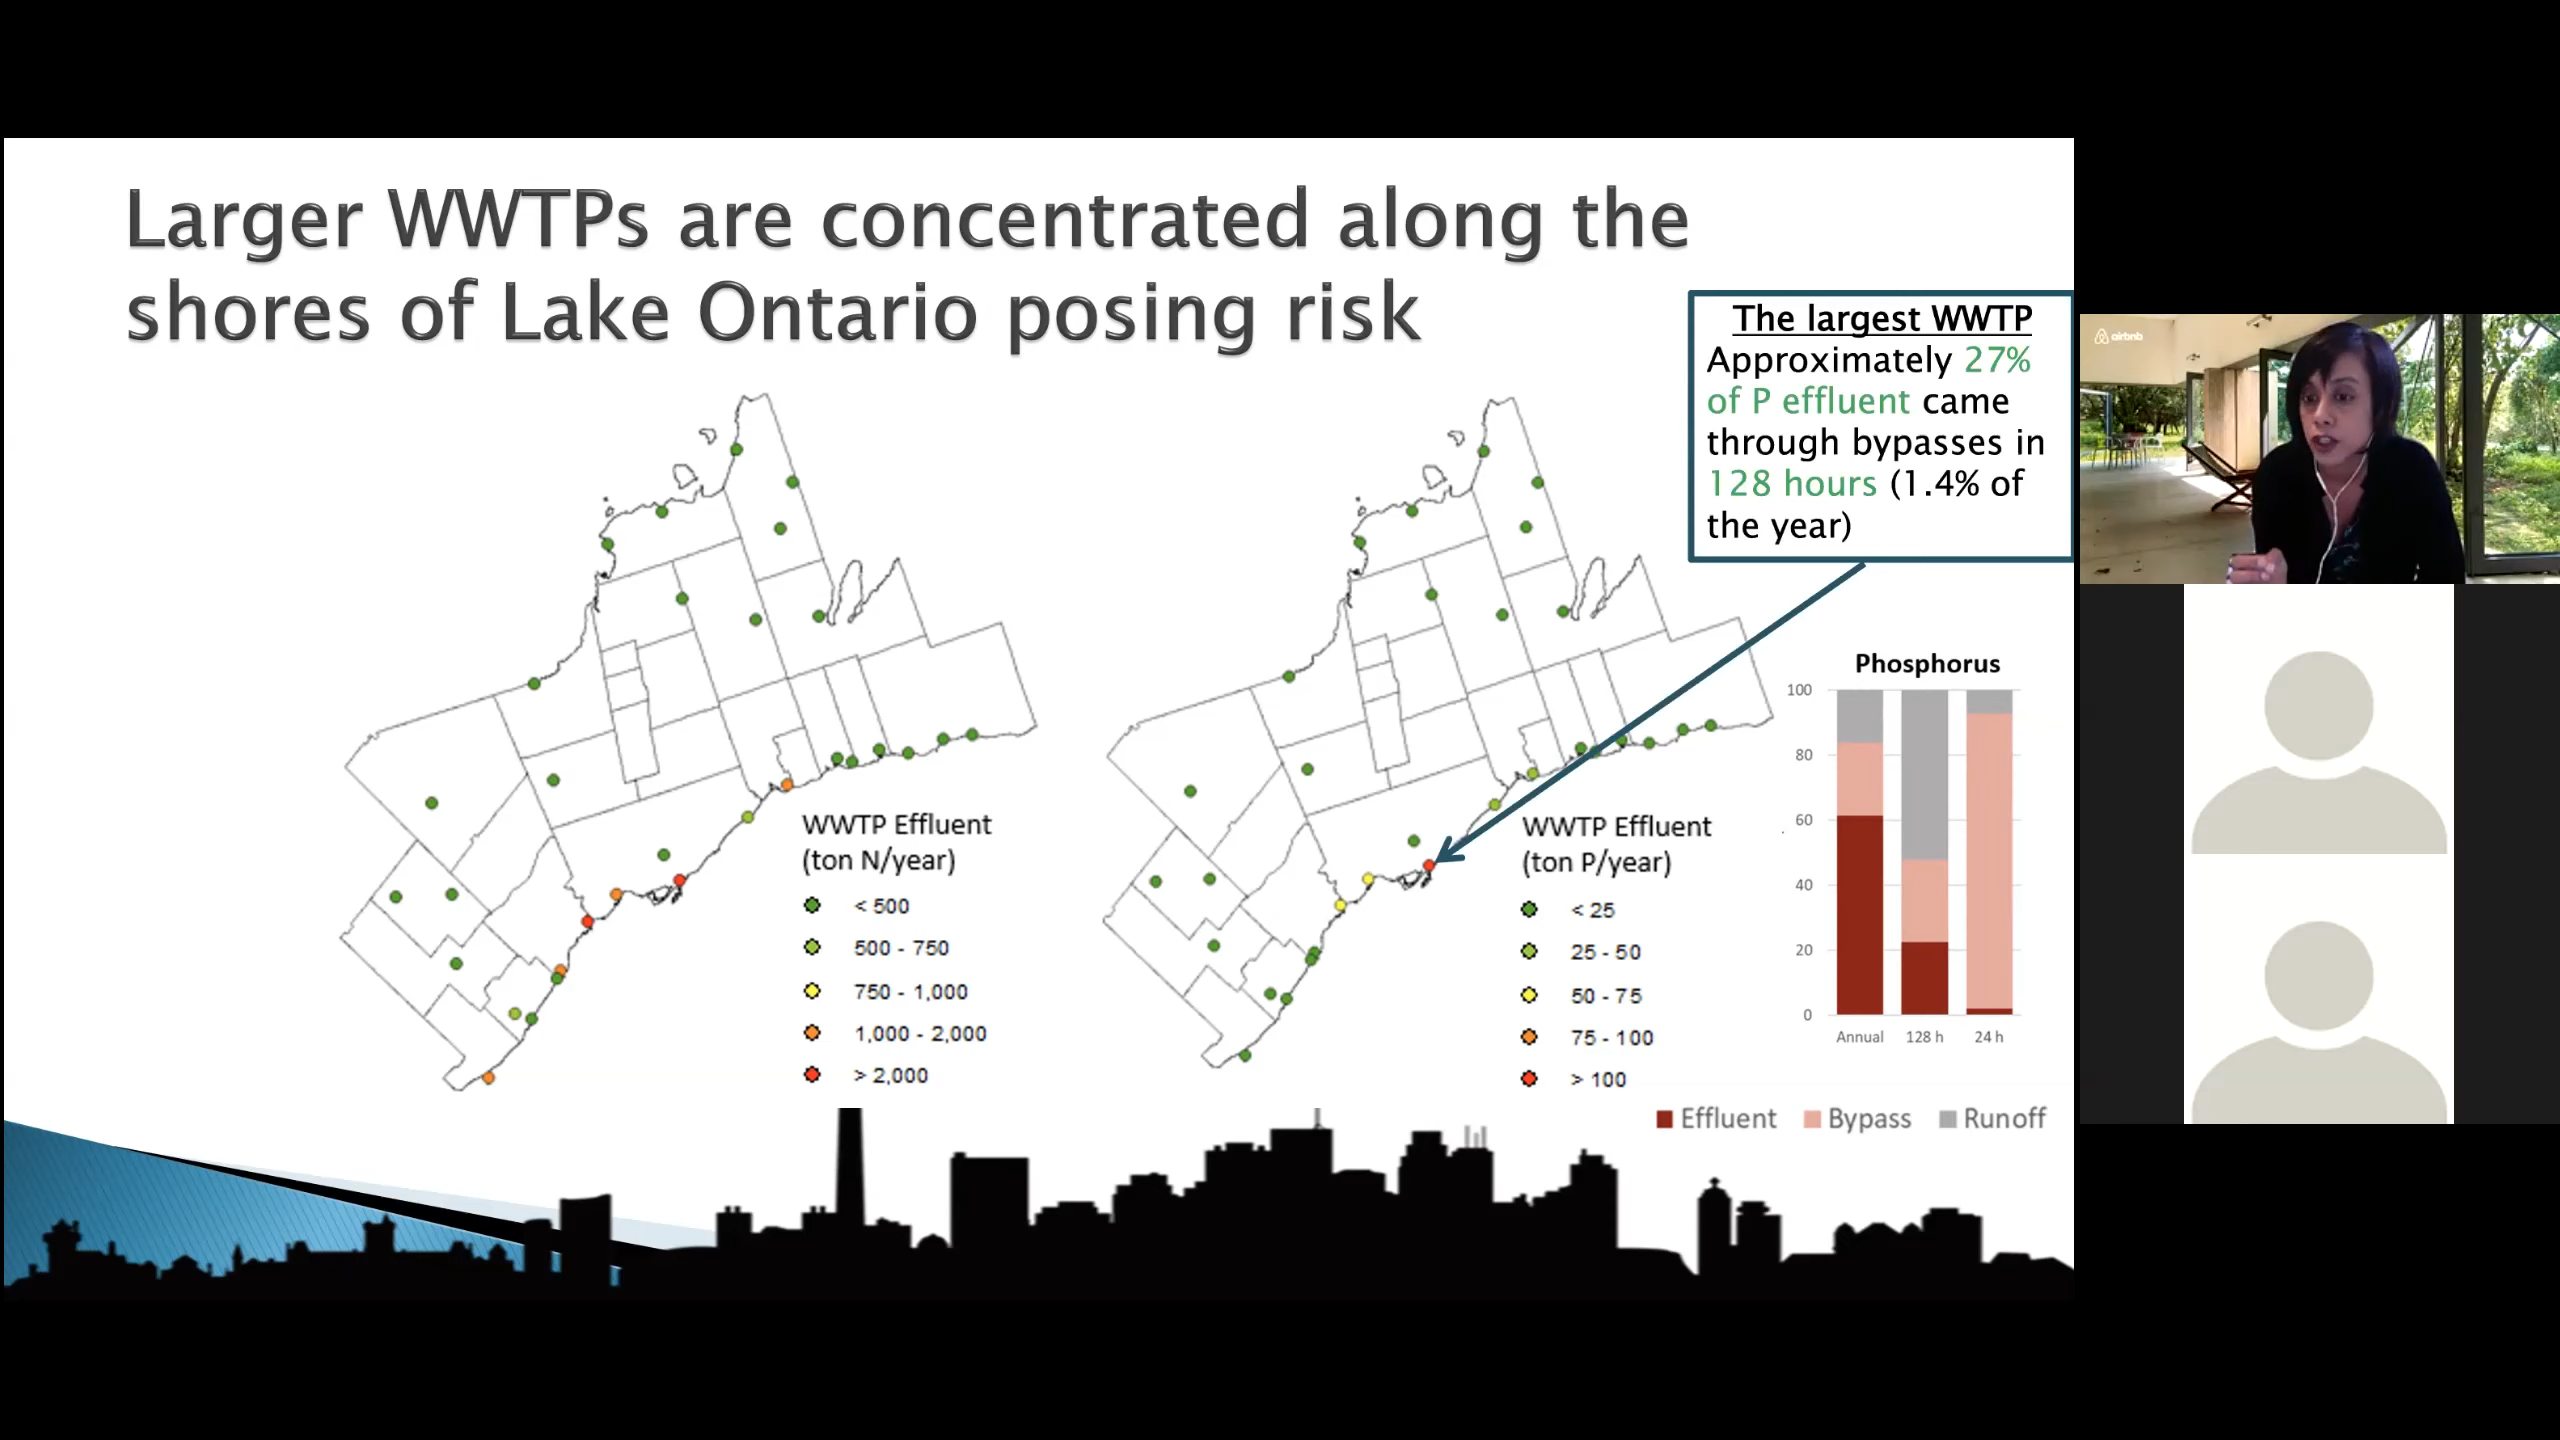 Larger WWTPs are concentrated along the
shores of Lake Ontario posing risk
The largest WWTP
Approximately 27%
of P effluent came
through bypasses in
128 hours (1.4% of
the year)
airbnb
WWTP Effluent
(ton N/year)
< 500
500 - 750
750 - 1,000
1,000 - 2,000
> 2,000
WWTP Effluent
(ton P/year)
< 25
25 - 50
50 - 75
75 - 100
> 100
Phosphorus
100
80
60
40
20
0
Annual 128 h 24 h
Effluent Bypass Runoff